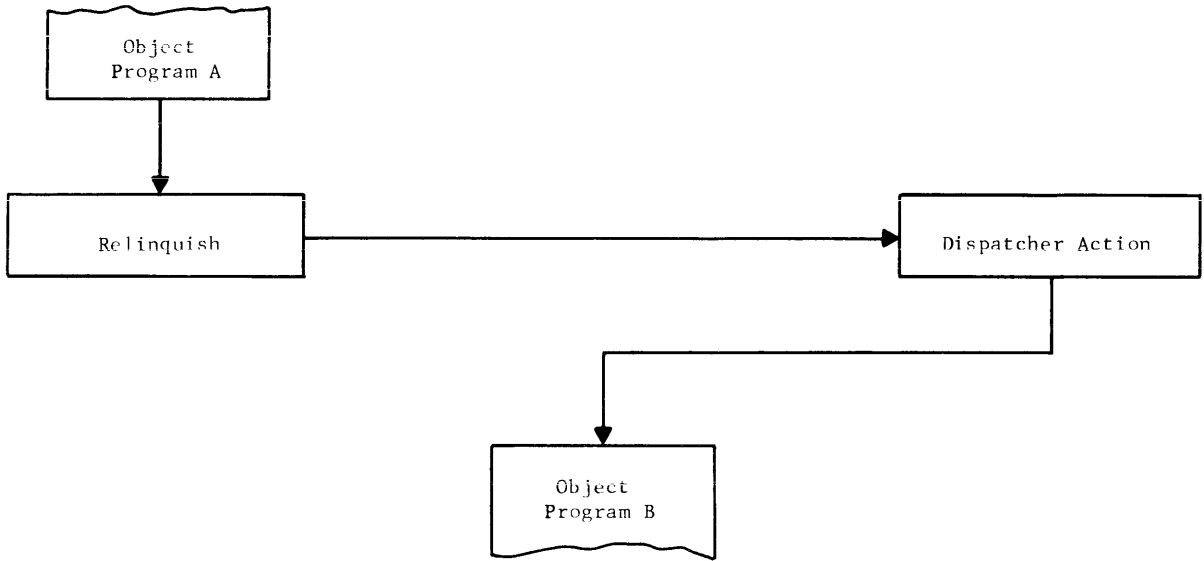 Object
Program A
Relinquish
Dispatcher Action
Object
Program B